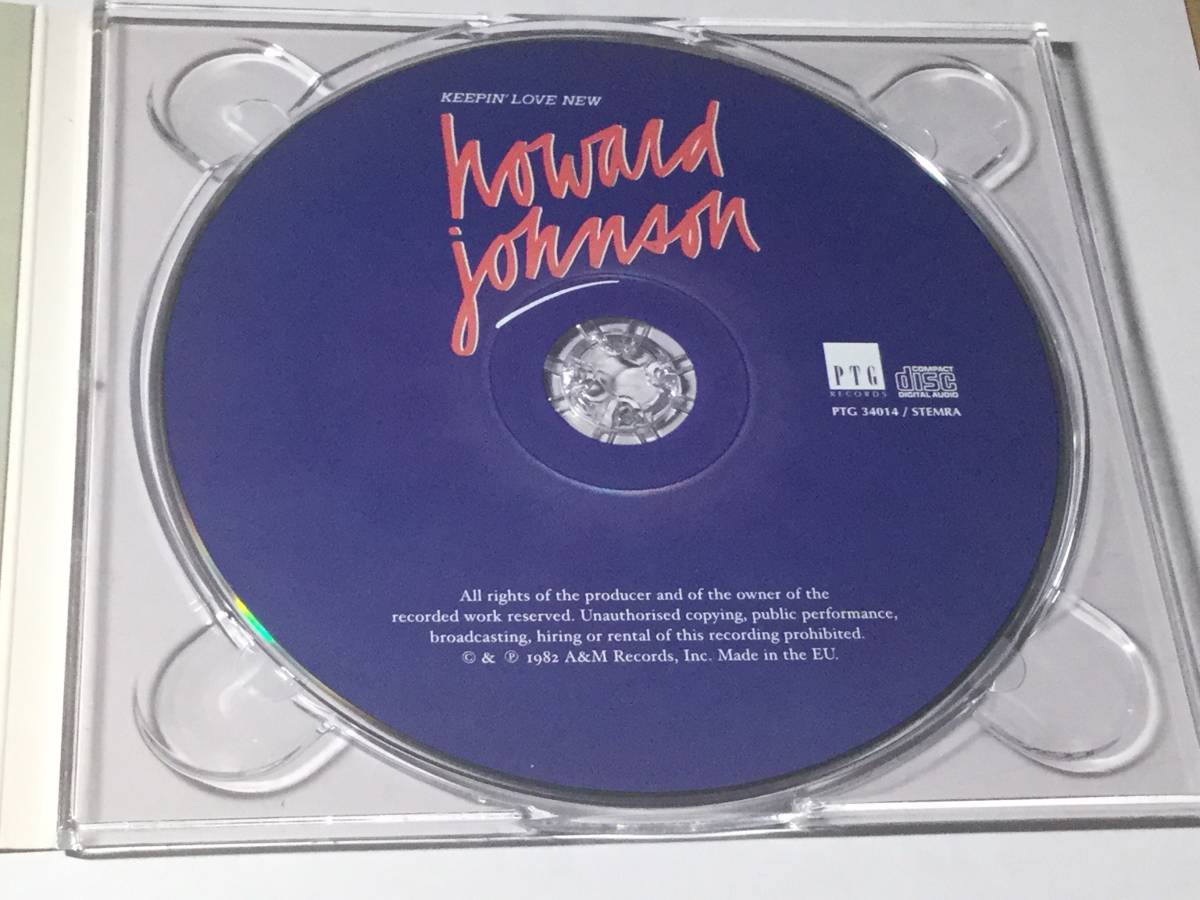 KEEPIN' LOVE NEW
howard
johnson
PTG
RECORDS
COMPACT
disc
DIGITAL AUDIO
PTG 34014 / STEMRA
All rights of the producer and of the owner of the
recorded work reserved. Unauthorised copying, public performance,
broadcasting, hiring or rental of this recording prohibited.
© & ℗ 1982 A&M Records, Inc. Made in the EU.